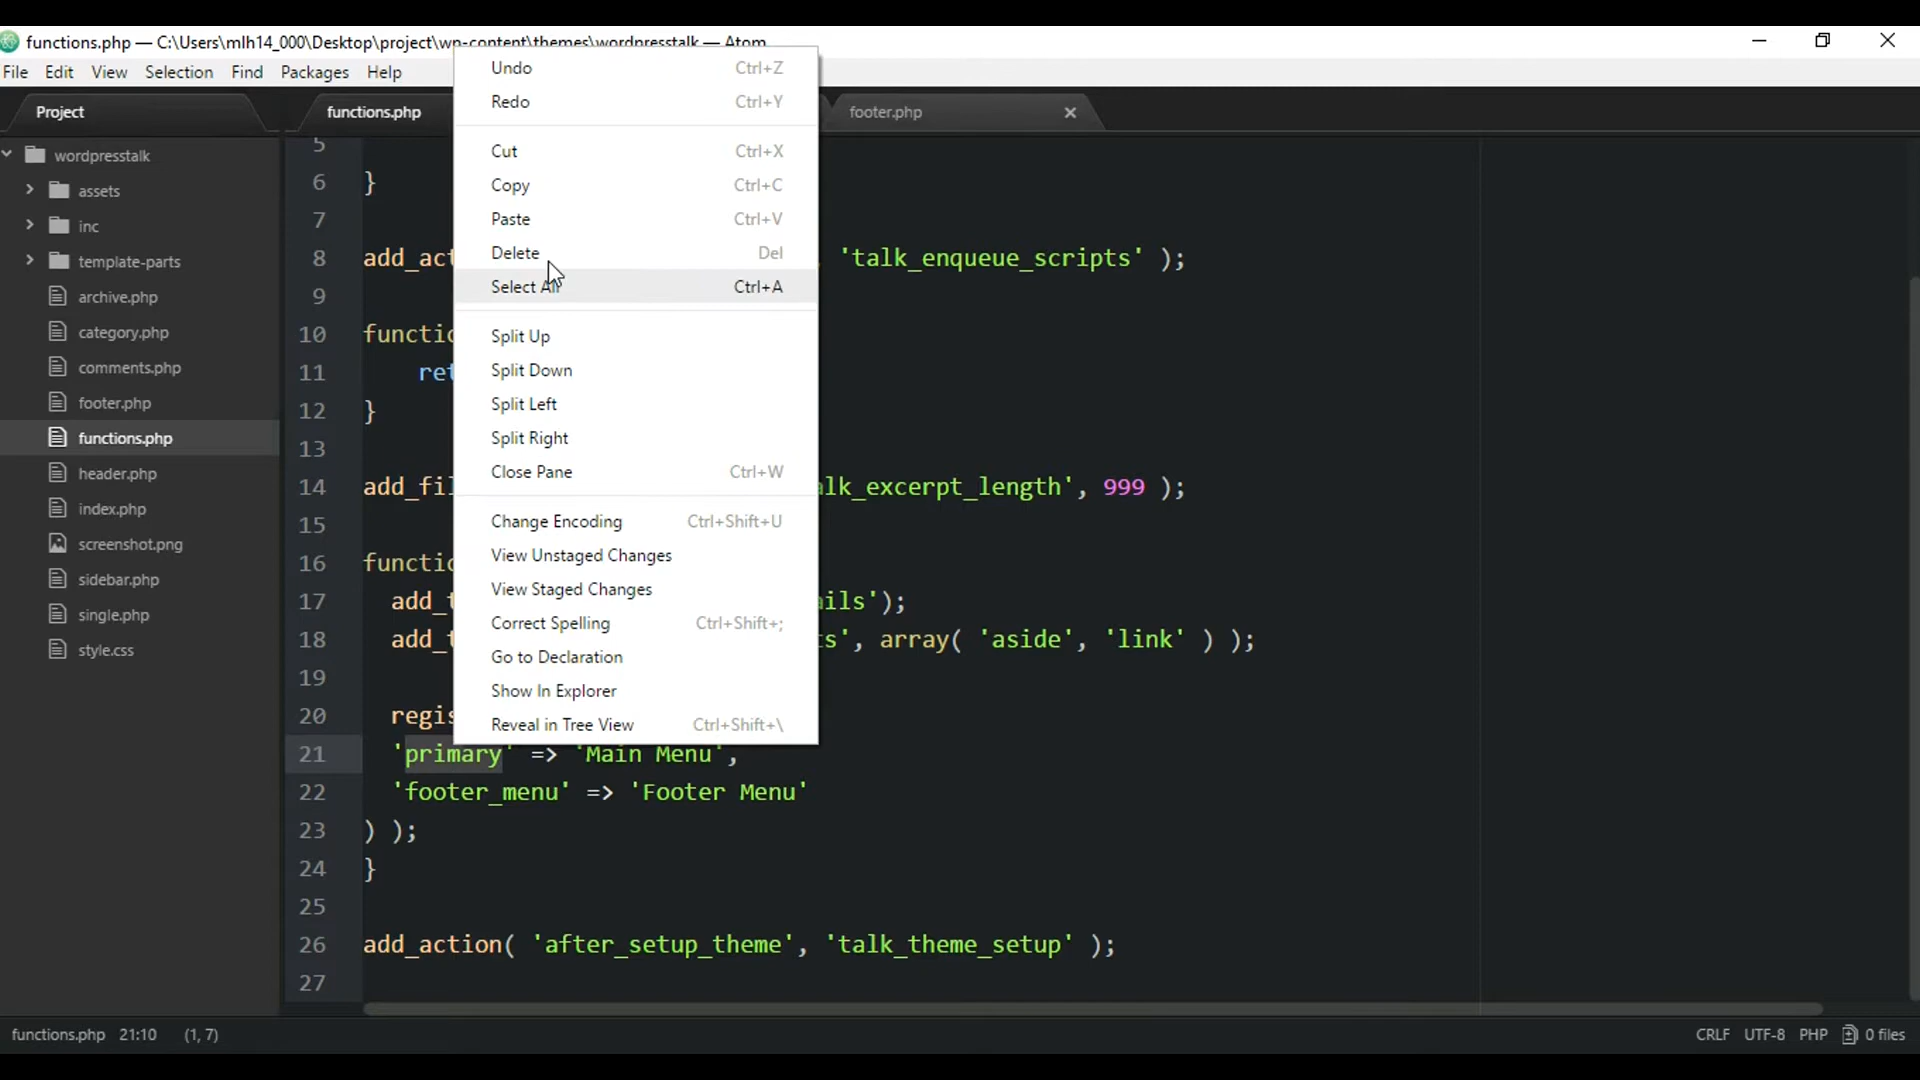 functions.php — C:\Users\mlh14_000\Desktop\project\wp-content\themes\wordpresstalk — Atom
File Edit View Selection Find Packages Help
Project
functions.php
footer.php
wordpresstalk
assets
inc
template-parts
archive.php
category.php
comments.php
footer.php
functions.php
header.php
index.php
screenshot.png
sidebar.php
single.php
style.css
Undo Ctrl+Z
Redo Ctrl+Y
Cut Ctrl+X
Copy Ctrl+C
Paste Ctrl+V
Delete Del
Select All Ctrl+A
Split Up
Split Down
Split Left
Split Right
Close Pane Ctrl+W
Change Encoding Ctrl+Shift+U
View Unstaged Changes
View Staged Changes
Correct Spelling Ctrl+Shift+;
Go to Declaration
Show In Explorer
Reveal in Tree View Ctrl+Shift+\
5
6 }
7
8 add_act 'talk_enqueue_scripts' );
9
10 functio
11 ret
12 }
13
14 add_fil alk_excerpt_length', 999 );
15
16 functio
17 add_t ails');
18 add_t ts', array( 'aside', 'link' ) );
19
20 regis
21 'primary' => 'Main Menu',
22 'footer_menu' => 'Footer Menu'
23 ) );
24 }
25
26 add_action( 'after_setup_theme', 'talk_theme_setup' );
27
functions.php 21:10 (1, 7)
CRLF UTF-8 PHP 0 files